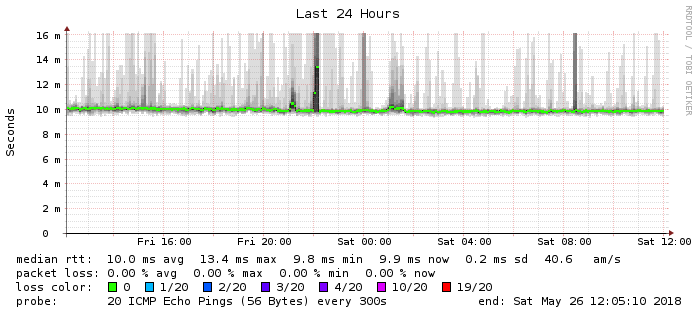 Last 24 Hours
RRDTOOL / TOBI OETIKER
Seconds
16 m
14 m
12 m
10 m
8 m
6 m
4 m
2 m
0
Fri 16:00 Fri 20:00 Sat 00:00 Sat 04:00 Sat 08:00 Sat 12:00
median rtt: 10.0 ms avg 13.4 ms max 9.8 ms min 9.9 ms now 0.2 ms sd 40.6 am/s
packet loss: 0.00 % avg 0.00 % max 0.00 % min 0.00 % now
loss color: 0 1/20 2/20 3/20 4/20 10/20 19/20
probe: 20 ICMP Echo Pings (56 Bytes) every 300s end: Sat May 26 12:05:10 2018